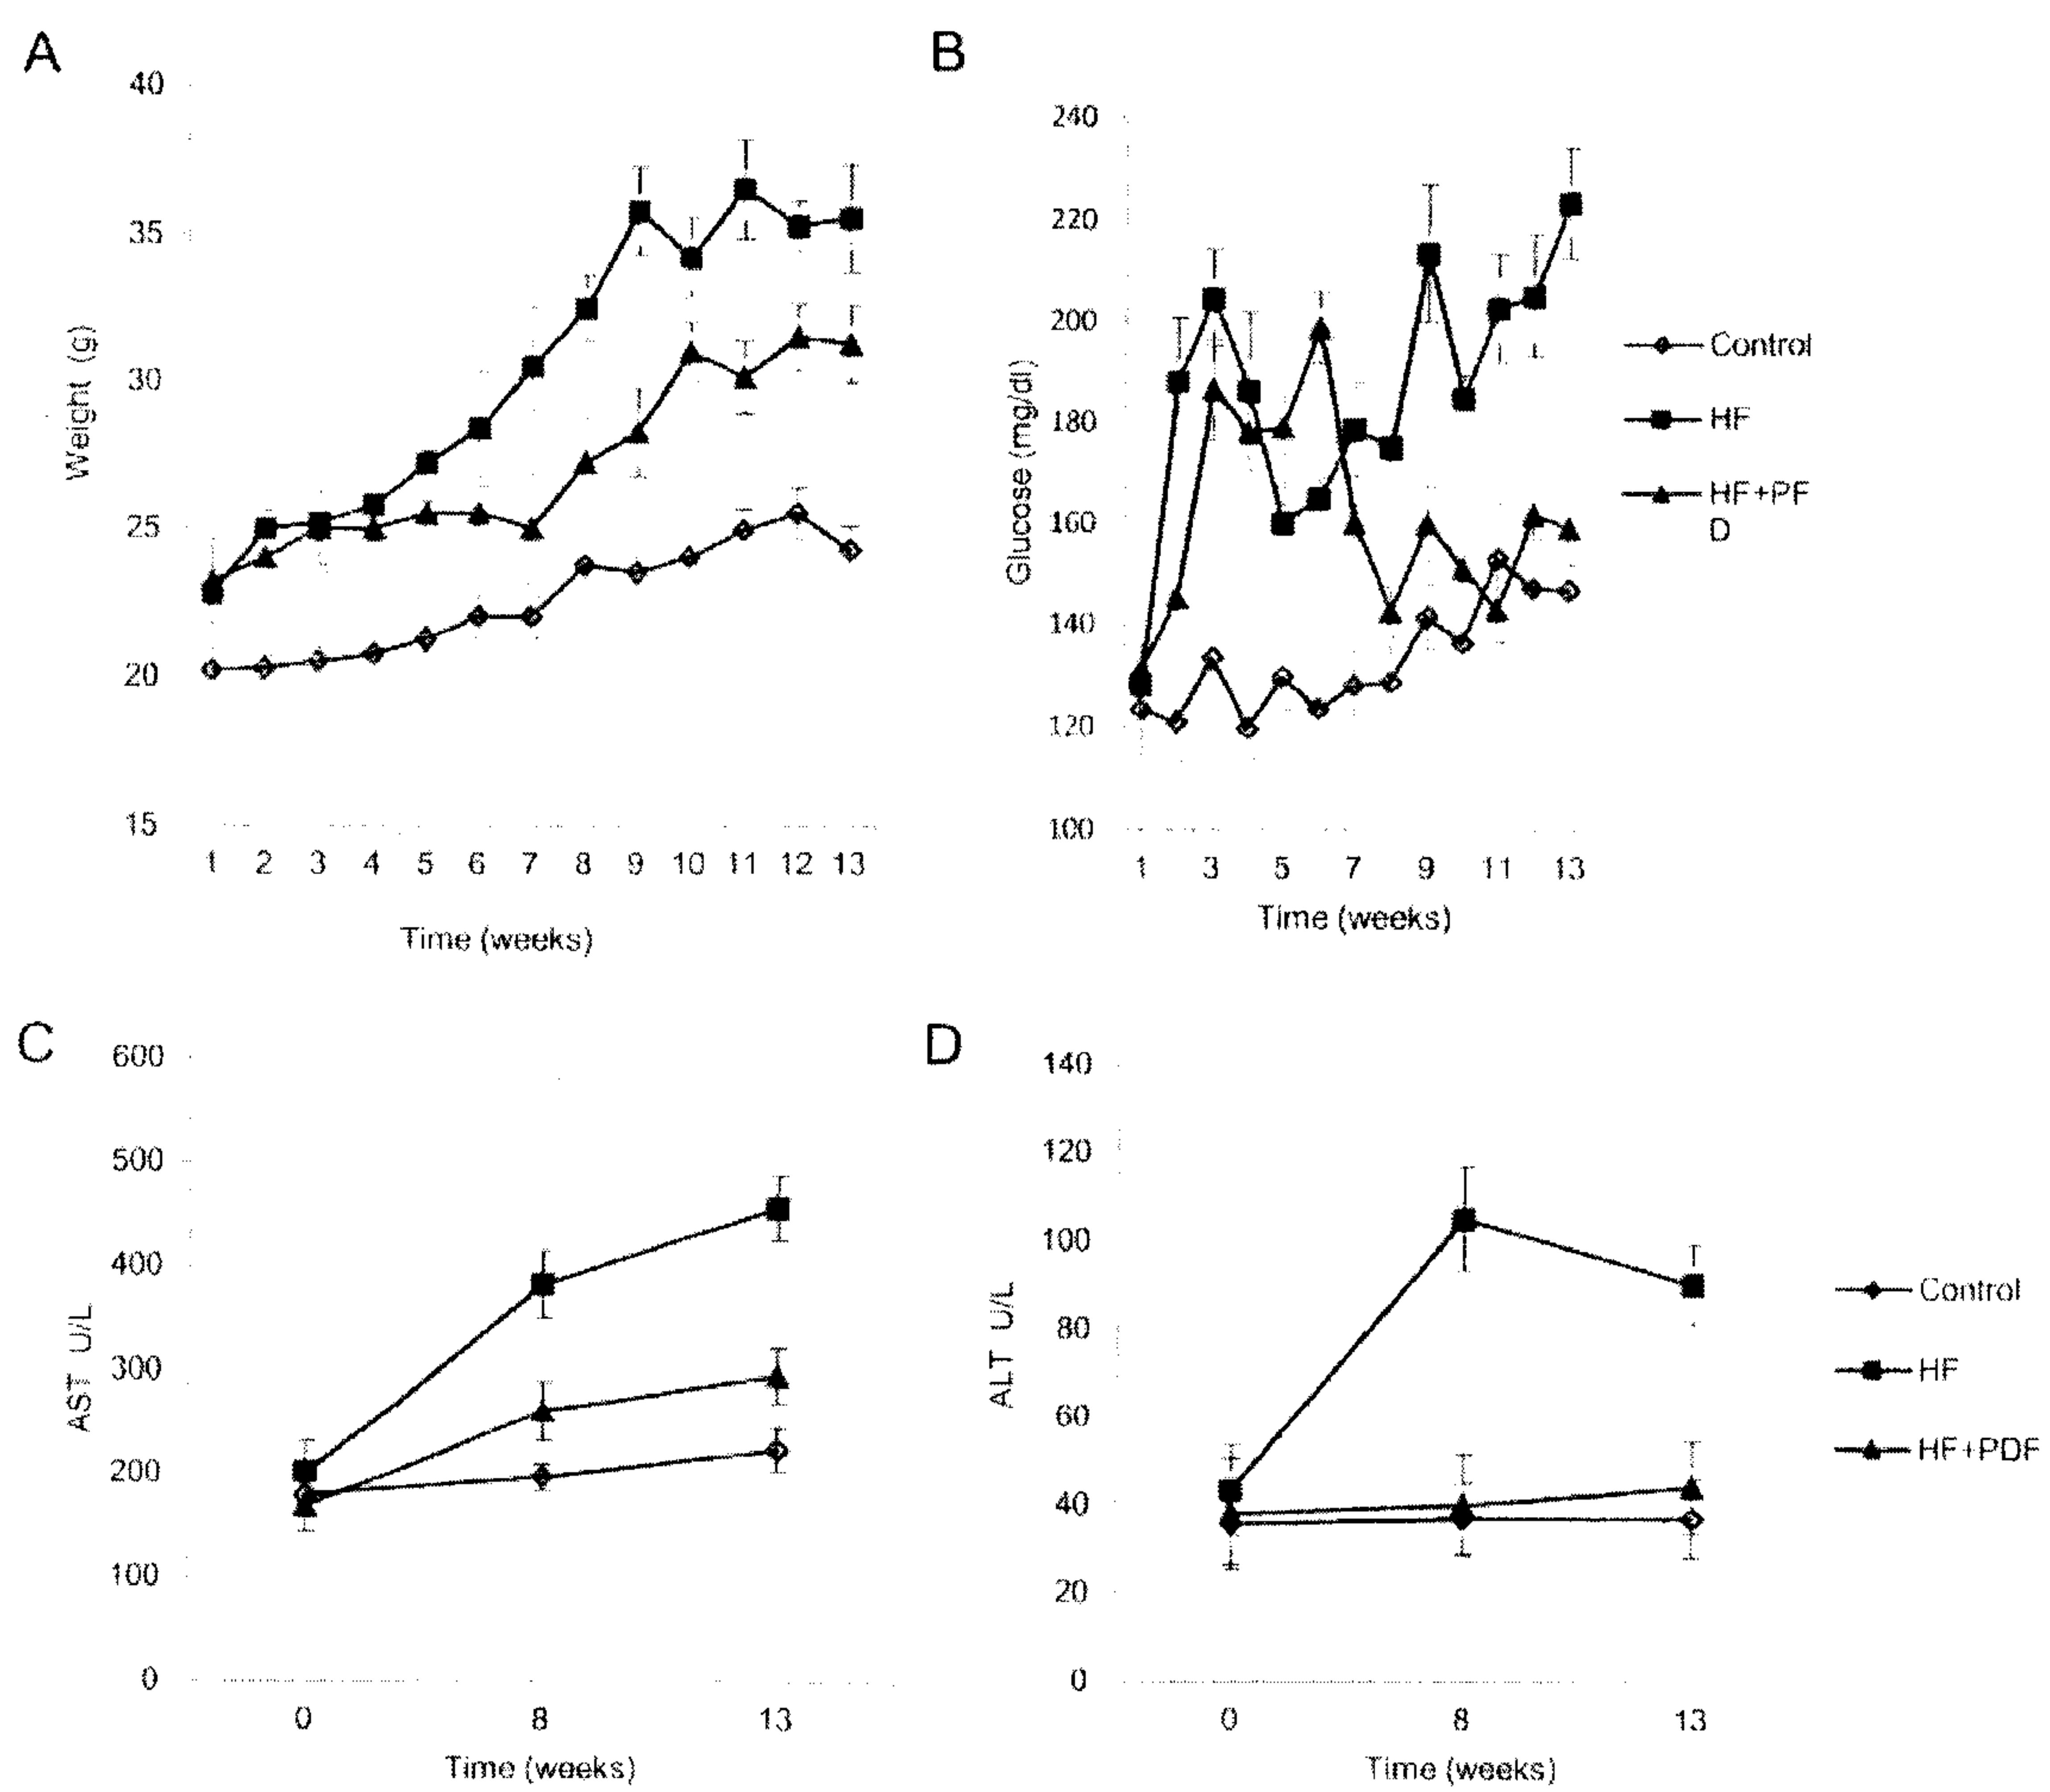 A
40
35
30
25
20
15
Weight (g)
1 2 3 4 5 6 7 8 9 10 11 12 13
Time (weeks)
B
240
220
200
180
160
140
120
100
Glucose (mg/dl)
1 3 5 7 9 11 13
Time (weeks)
Control
HF
HF+PF
D
C
600
500
400
300
200
100
0
AST U/L
0 8 13
Time (weeks)
D
140
120
100
80
60
40
20
0
ALT U/L
0 8 13
Time (weeks)
Control
HF
HF+PDF